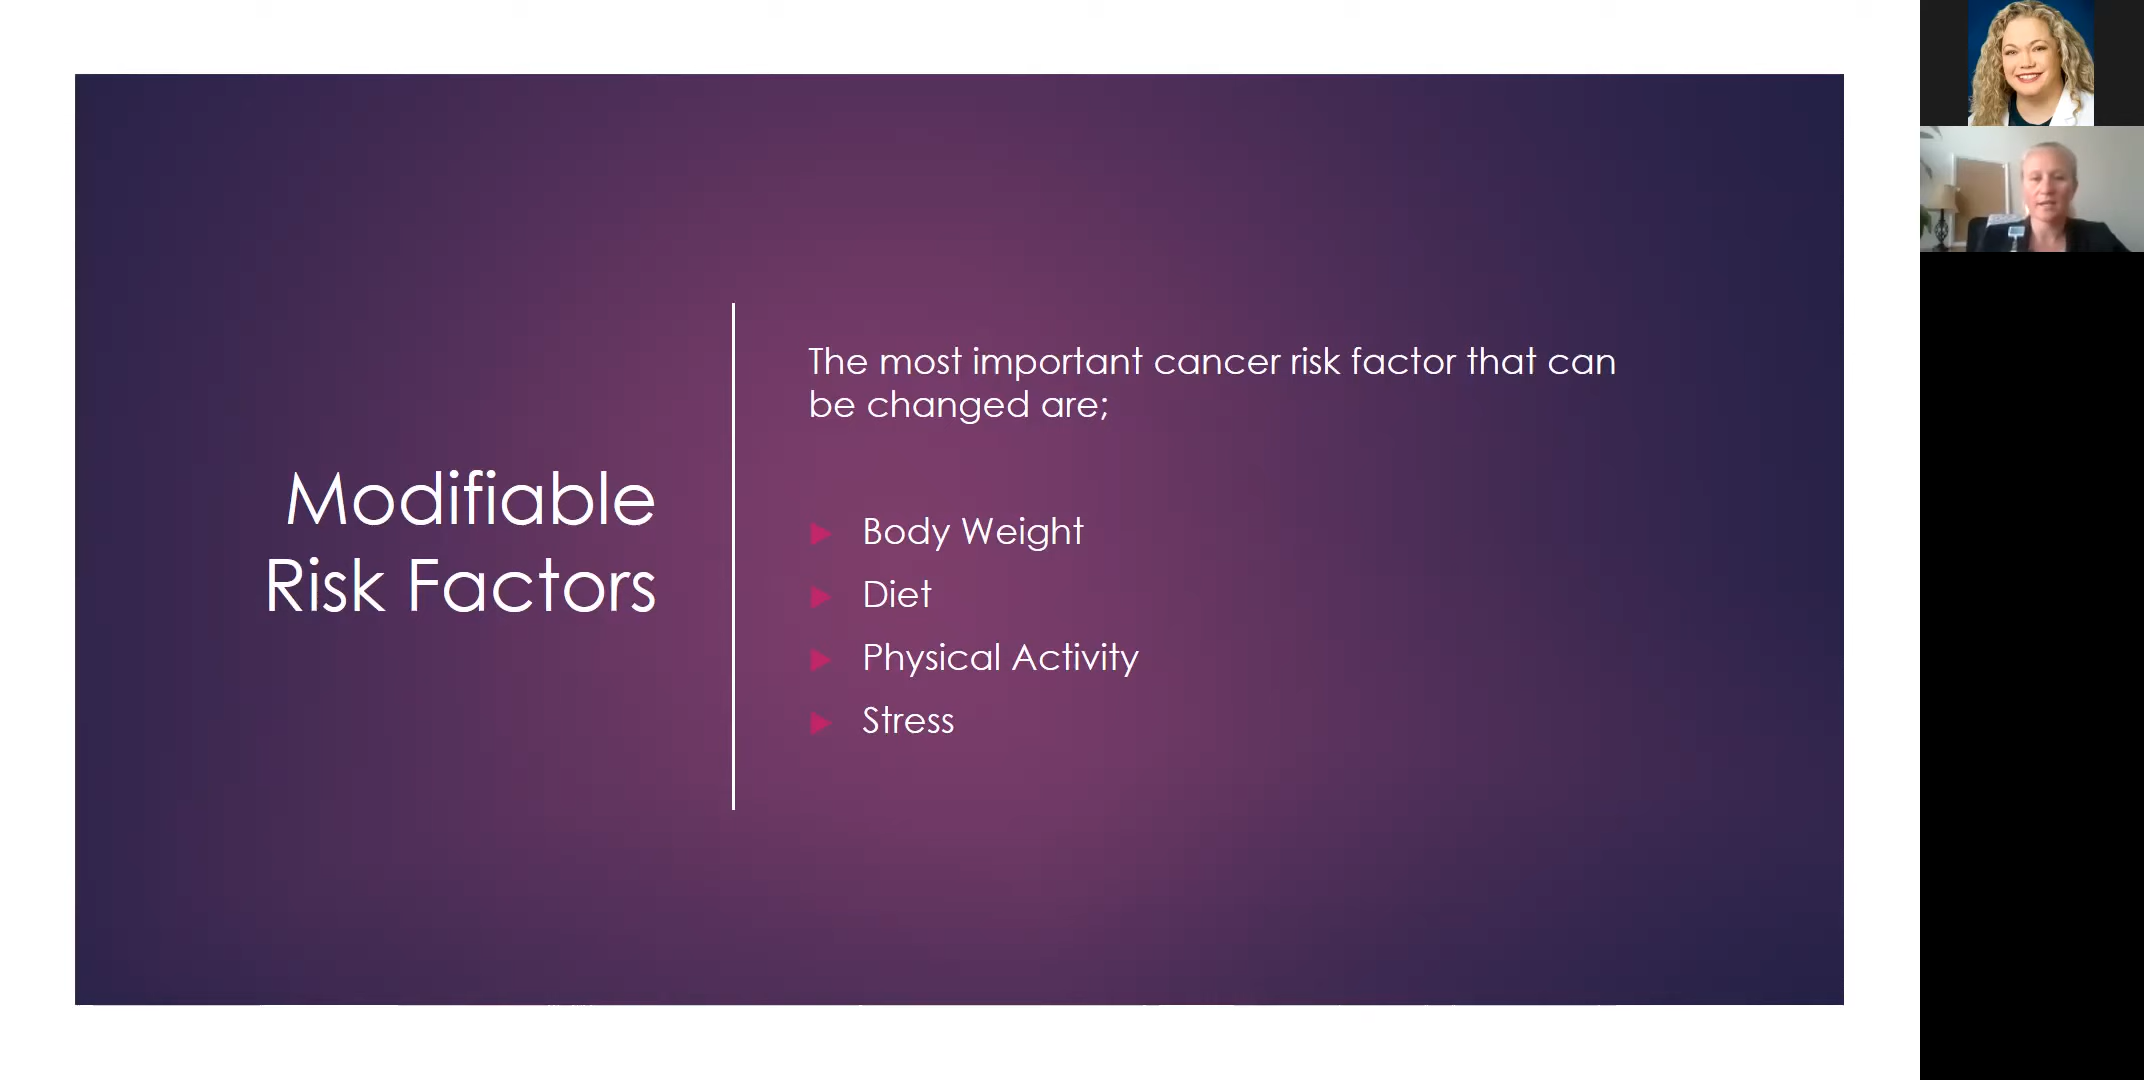 Modifiable
Risk Factors
The most important cancer risk factor that can
be changed are;
Body Weight
Diet
Physical Activity
Stress